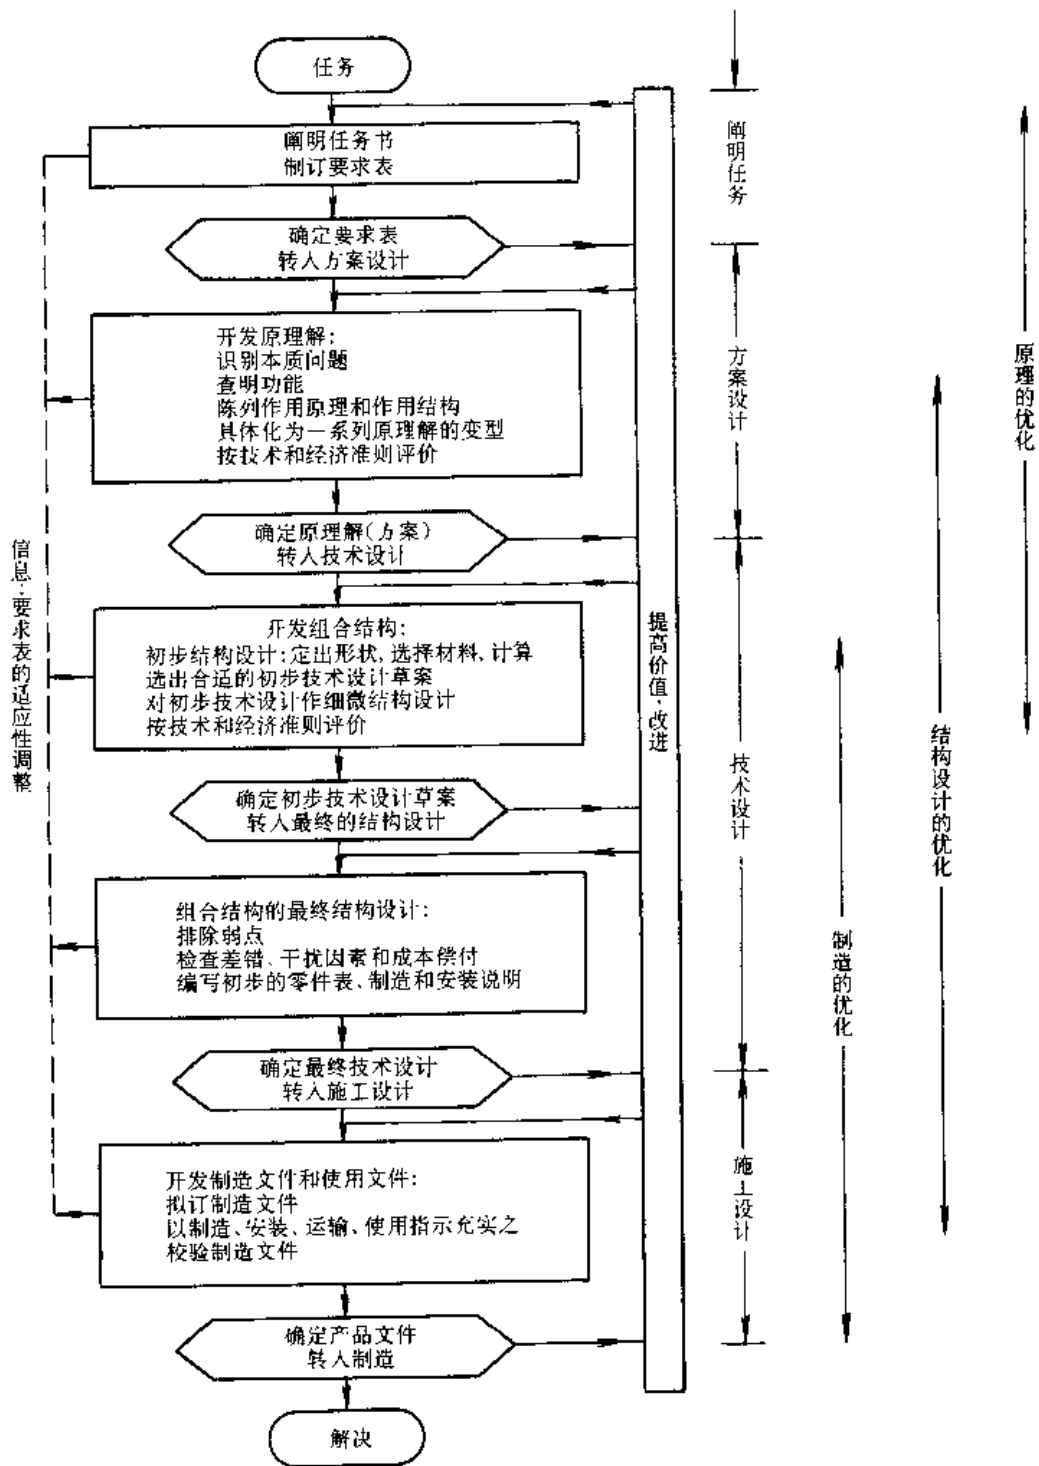 任务
阐明任务书
制订要求表
确定要求表
转入方案设计
开发原理解:
识别本质问题
查明功能
陈列作用原理和作用结构
具体化为一系列原理解的变型
按技术和经济准则评价
确定原理解(方案)
转入技术设计
开发组合结构:
初步结构设计:定出形状,选择材料、计算
选出合适的初步技术设计草案
对初步技术设计作细微结构设计
按技术和经济准则评价
确定初步技术设计草案
转入最终的结构设计
组合结构的最终结构设计:
排除弱点
检查差错、干扰因素和成本偿付
编写初步的零件表、制造和安装说明
确定最终技术设计
转入施工设计
开发制造文件和使用文件:
拟订制造文件
以制造、安装、运输、使用指示充实之
校验制造文件
确定产品文件
转入制造
解决
信息:要求表的适应性调整
提高价值,改进
阐明任务
方案设计
技术设计
施工设计
制造的优化
结构设计的优化
原理的优化